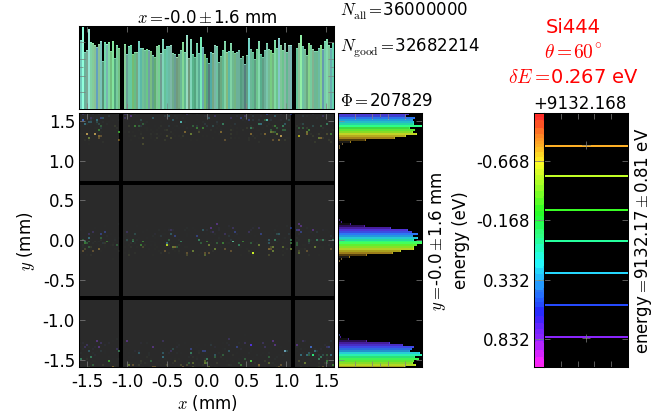 x=-0.0±1.6 mm
N_all=36000000
N_good=32682214
Φ=207829
Si444
θ=60°
δE=0.267 eV
+9132.168
1.5
1.0
0.5
0.0
-0.5
-1.0
-1.5
y (mm)
-1.5 -1.0 -0.5 0.0 0.5 1.0 1.5
x (mm)
y=-0.0±1.6 mm
energy (eV)
-0.668
-0.168
0.332
0.832
energy=9132.17±0.81 eV